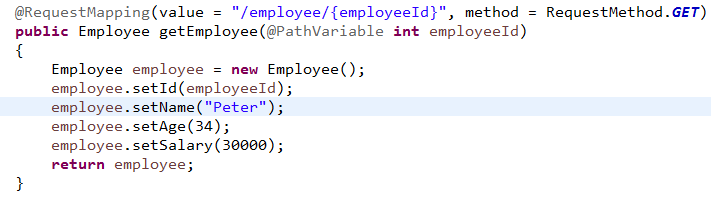 @RequestMapping(value = "/employee/{employeeId}", method = RequestMethod.GET)
public Employee getEmployee(@PathVariable int employeeId)
{
    Employee employee = new Employee();
    employee.setId(employeeId);
    employee.setName("Peter");
    employee.setAge(34);
    employee.setSalary(30000);
    return employee;
}